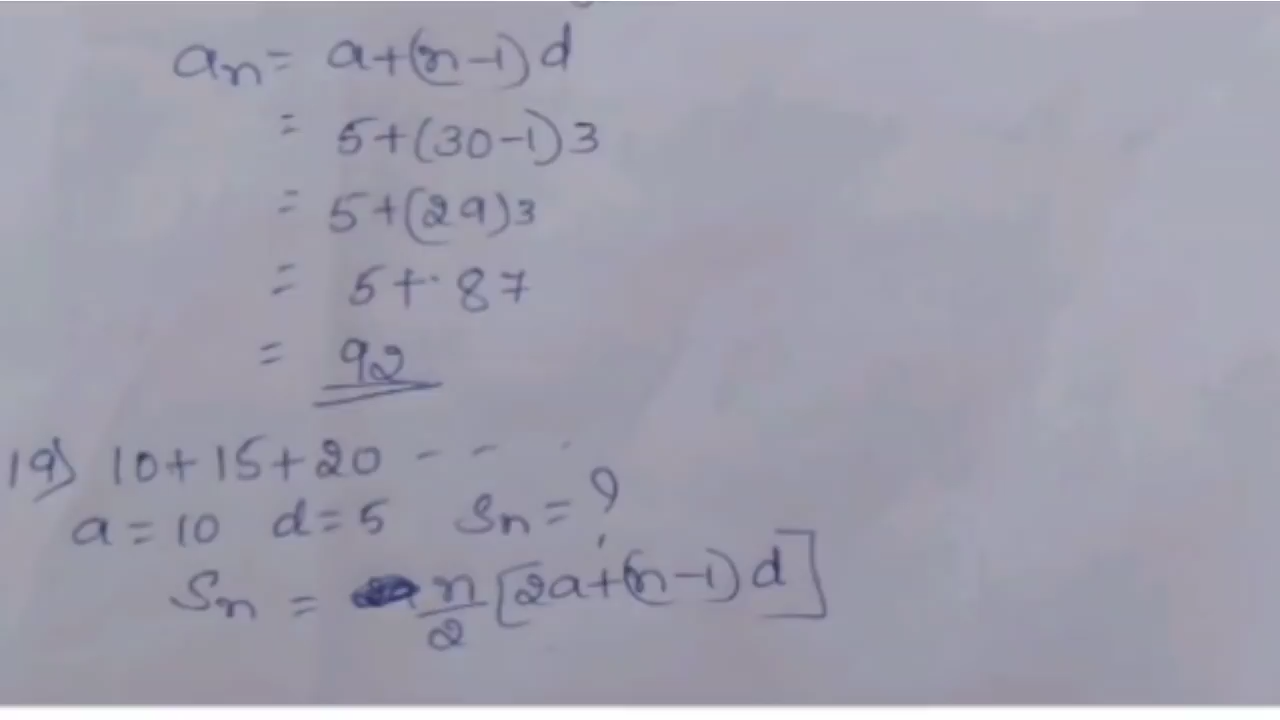 an = a+(n-1)d
= 5+(30-1)3
= 5+(29)3
= 5+87
= 92
19) 10+15+20 - - -
a=10 d=5 Sn=?
Sn = n/2 [2a+(n-1)d]